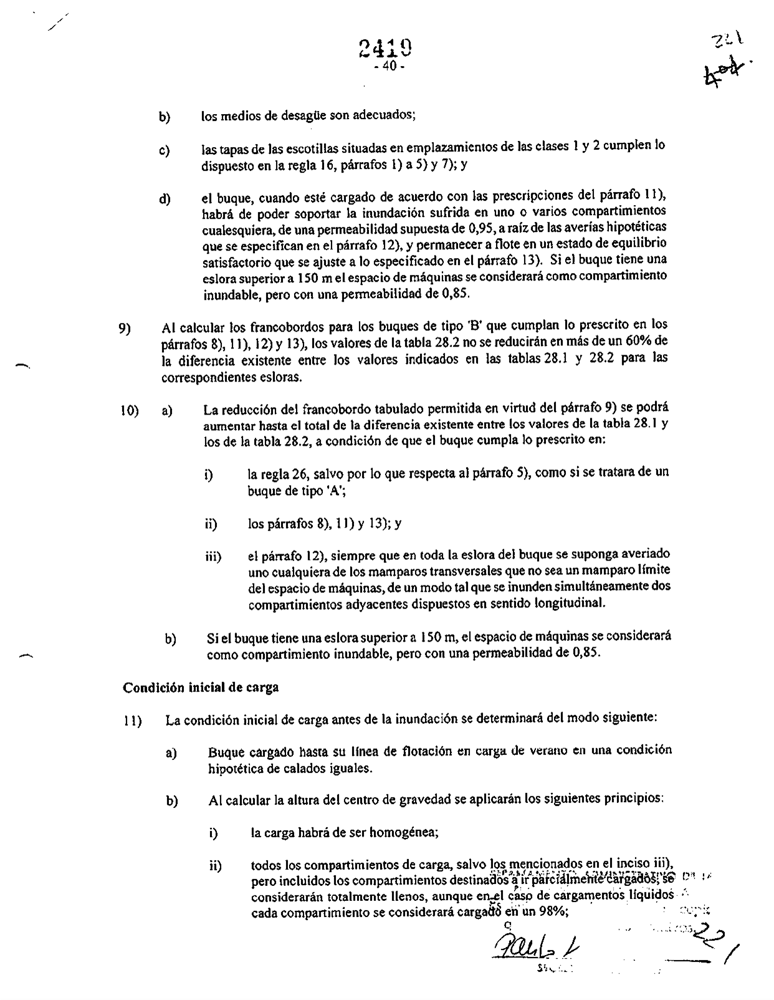 2419
- 40 -
221
404.
b) los medios de desagüe son adecuados;
c) las tapas de las escotillas situadas en emplazamientos de las clases 1 y 2 cumplen lo
dispuesto en la regla 16, párrafos 1) a 5) y 7); y
d) el buque, cuando esté cargado de acuerdo con las prescripciones del párrafo 11),
habrá de poder soportar la inundación sufrida en uno o varios compartimientos
cualesquiera, de una permeabilidad supuesta de 0,95, a raíz de las averías hipotéticas
que se especifican en el párrafo 12), y permanecer a flote en un estado de equilibrio
satisfactorio que se ajuste a lo especificado en el párrafo 13). Si el buque tiene una
eslora superior a 150 m el espacio de máquinas se considerará como compartimiento
inundable, pero con una permeabilidad de 0,85.
9) Al calcular los francobordos para los buques de tipo 'B' que cumplan lo prescrito en los
párrafos 8), 11), 12) y 13), los valores de la tabla 28.2 no se reducirán en más de un 60% de
la diferencia existente entre los valores indicados en las tablas 28.1 y 28.2 para las
correspondientes esloras.
10) a) La reducción del francobordo tabulado permitida en virtud del párrafo 9) se podrá
aumentar hasta el total de la diferencia existente entre los valores de la tabla 28.1 y
los de la tabla 28.2, a condición de que el buque cumpla lo prescrito en:
i) la regla 26, salvo por lo que respecta al párrafo 5), como si se tratara de un
buque de tipo 'A';
ii) los párrafos 8), 11) y 13); y
iii) el párrafo 12), siempre que en toda la eslora del buque se suponga averiado
uno cualquiera de los mamparos transversales que no sea un mamparo límite
del espacio de máquinas, de un modo tal que se inunden simultáneamente dos
compartimientos adyacentes dispuestos en sentido longitudinal.
b) Si el buque tiene una eslora superior a 150 m, el espacio de máquinas se considerará
como compartimiento inundable, pero con una permeabilidad de 0,85.
Condición inicial de carga
11) La condición inicial de carga antes de la inundación se determinará del modo siguiente:
a) Buque cargado hasta su línea de flotación en carga de verano en una condición
hipotética de calados iguales.
b) Al calcular la altura del centro de gravedad se aplicarán los siguientes principios:
i) la carga habrá de ser homogénea;
ii) todos los compartimientos de carga, salvo los mencionados en el inciso iii),
pero incluidos los compartimientos destinados a ir parcialmente cargados, se
considerarán totalmente llenos, aunque en el caso de cargamentos líquidos
cada compartimiento se considerará cargado en un 98%;
221